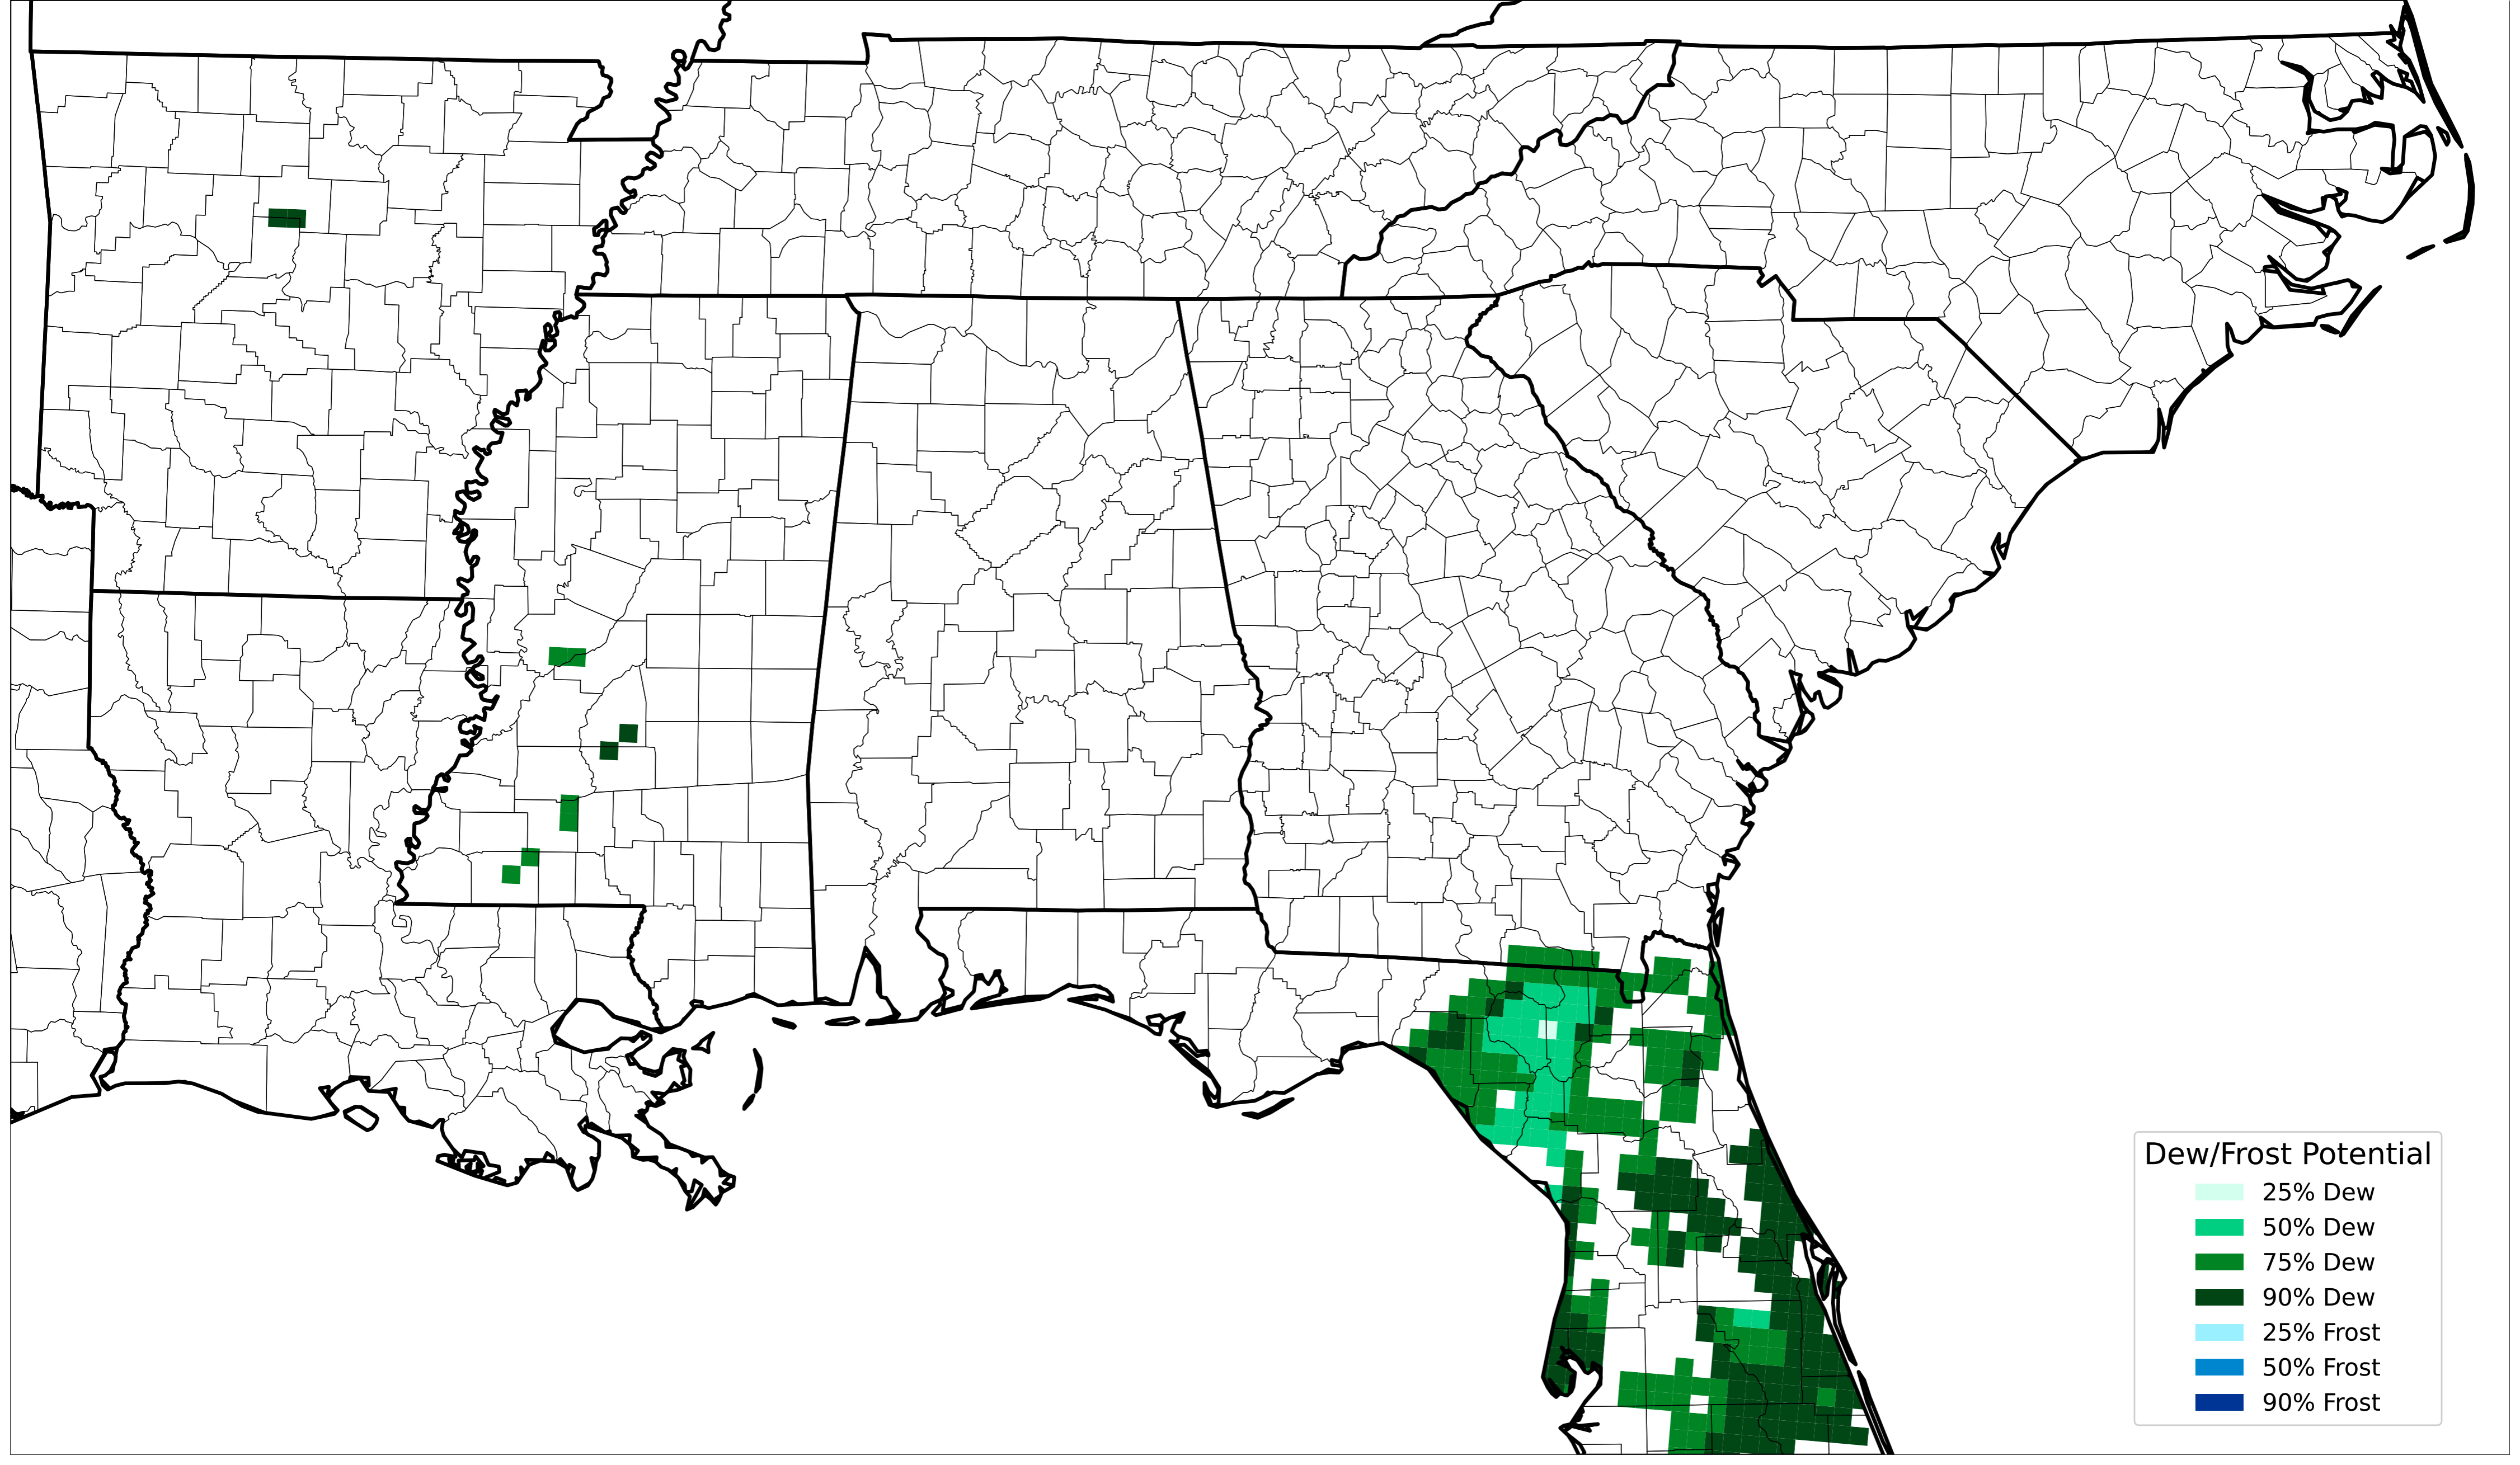 Dew/Frost Potential
25% Dew
50% Dew
75% Dew
90% Dew
25% Frost
50% Frost
90% Frost